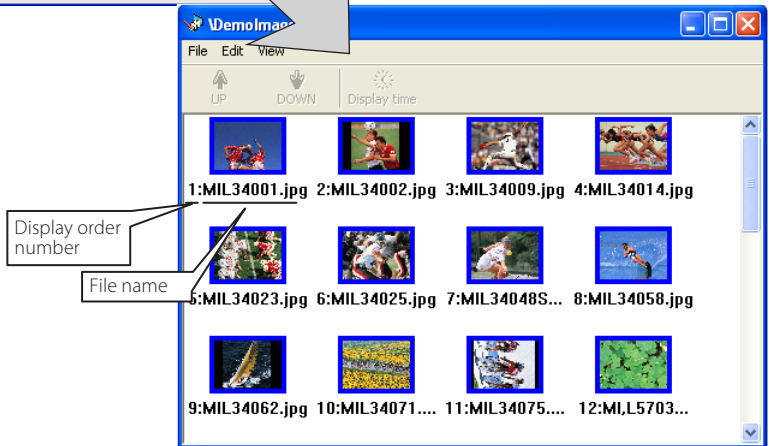 \DemoImag
File Edit View
UP DOWN Display time
1:MIL34001.jpg 2:MIL34002.jpg 3:MIL34009.jpg 4:MIL34014.jpg
Display order
number
File name
5:MIL34023.jpg 6:MIL34025.jpg 7:MIL34048S... 8:MIL34058.jpg
9:MIL34062.jpg 10:MIL34071.... 11:MIL34075.... 12:MI,L5703...